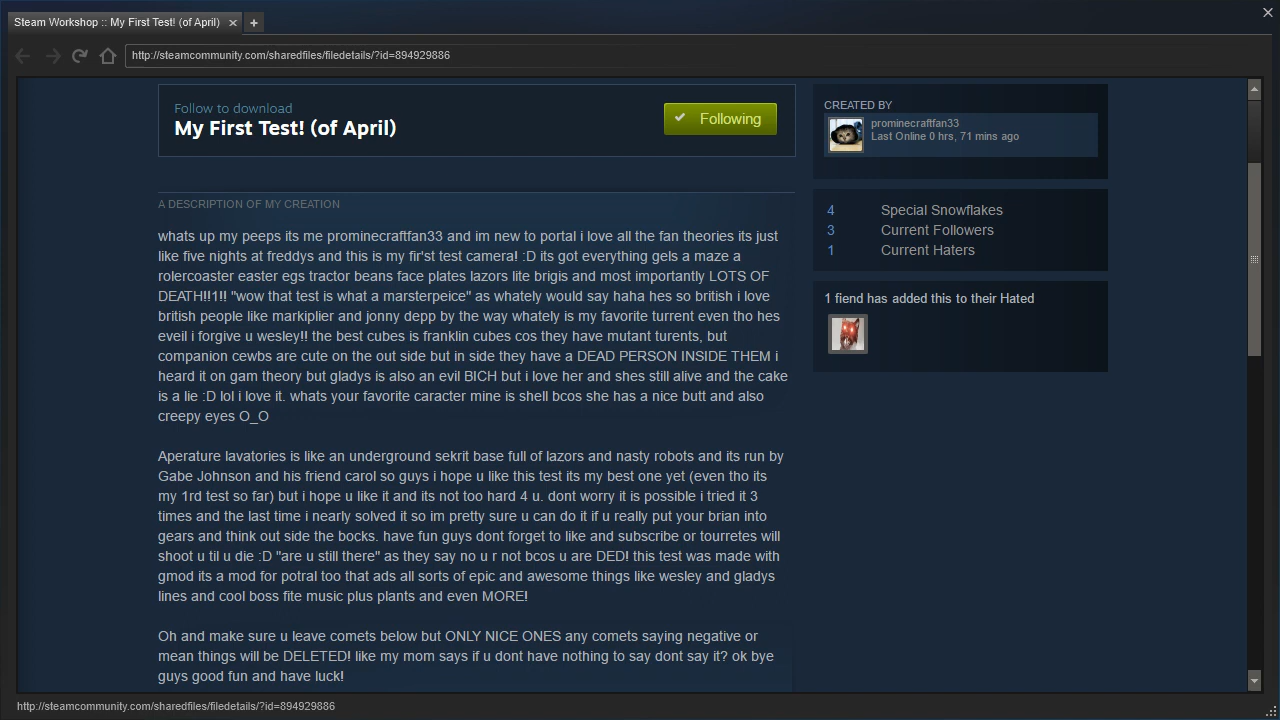 Steam Workshop :: My First Test! (of April)
http://steamcommunity.com/sharedfiles/filedetails/?id=894929886
Follow to download
My First Test! (of April)
Following
A DESCRIPTION OF MY CREATION
whats up my peeps its me prominecraftfan33 and im new to portal i love all the fan theories its just
like five nights at freddys and this is my fir'st test camera! :D its got everything gels a maze a
rolercoaster easter egs tractor beans face plates lazors lite brigis and most importantly LOTS OF
DEATH!!1!! "wow that test is what a marsterpeice" as whately would say haha hes so british i love
british people like markiplier and jonny depp by the way whately is my favorite turrent even tho hes
eveil i forgive u wesley!! the best cubes is franklin cubes cos they have mutant turents, but
companion cewbs are cute on the out side but in side they have a DEAD PERSON INSIDE THEM i
heard it on gam theory but gladys is also an evil BICH but i love her and shes still alive and the cake
is a lie :D lol i love it. whats your favorite caracter mine is shell bcos she has a nice butt and also
creepy eyes O_O
Aperature lavatories is like an underground sekrit base full of lazors and nasty robots and its run by
Gabe Johnson and his friend carol so guys i hope u like this test its my best one yet (even tho its
my 1rd test so far) but i hope u like it and its not too hard 4 u. dont worry it is possible i tried it 3
times and the last time i nearly solved it so im pretty sure u can do it if u really put your brian into
gears and think out side the bocks. have fun guys dont forget to like and subscribe or tourretes will
shoot u til u die :D "are u still there" as they say no u r not bcos u are DED! this test was made with
gmod its a mod for potral too that ads all sorts of epic and awesome things like wesley and gladys
lines and cool boss fite music plus plants and even MORE!
Oh and make sure u leave comets below but ONLY NICE ONES any comets saying negative or
mean things will be DELETED! like my mom says if u dont have nothing to say dont say it? ok bye
guys good fun and have luck!
CREATED BY
prominecraftfan33
Last Online 0 hrs, 71 mins ago
4 Special Snowflakes
3 Current Followers
1 Current Haters
1 fiend has added this to their Hated
http://steamcommunity.com/sharedfiles/filedetails/?id=894929886